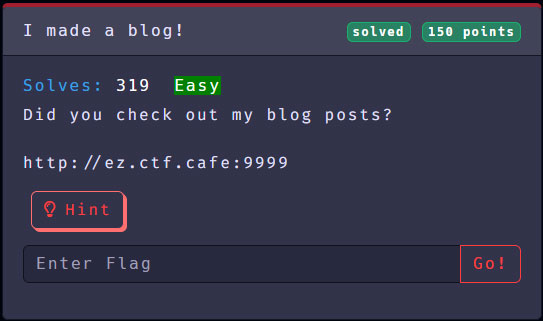 I made a blog!
solved 150 points
Solves: 319 Easy
Did you check out my blog posts?
http://ez.ctf.cafe:9999
Hint
Enter Flag
Go!